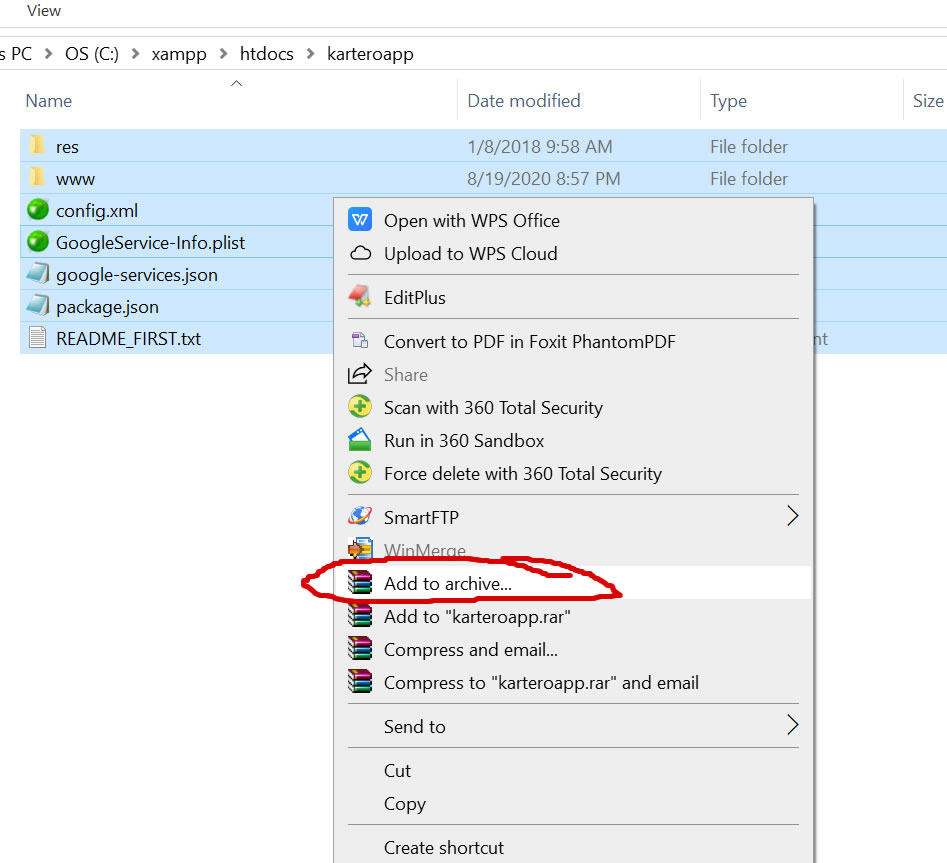 View
s PC > OS (C:) > xampp > htdocs > karteroapp
Name Date modified Type Size
res 1/8/2018 9:58 AM File folder
www 8/19/2020 8:57 PM File folder
config.xml
GoogleService-Info.plist
google-services.json
package.json
README_FIRST.txt nt
Open with WPS Office
Upload to WPS Cloud
EditPlus
Convert to PDF in Foxit PhantomPDF
Share
Scan with 360 Total Security
Run in 360 Sandbox
Force delete with 360 Total Security
SmartFTP
WinMerge
Add to archive...
Add to "karteroapp.rar"
Compress and email...
Compress to "karteroapp.rar" and email
Send to
Cut
Copy
Create shortcut